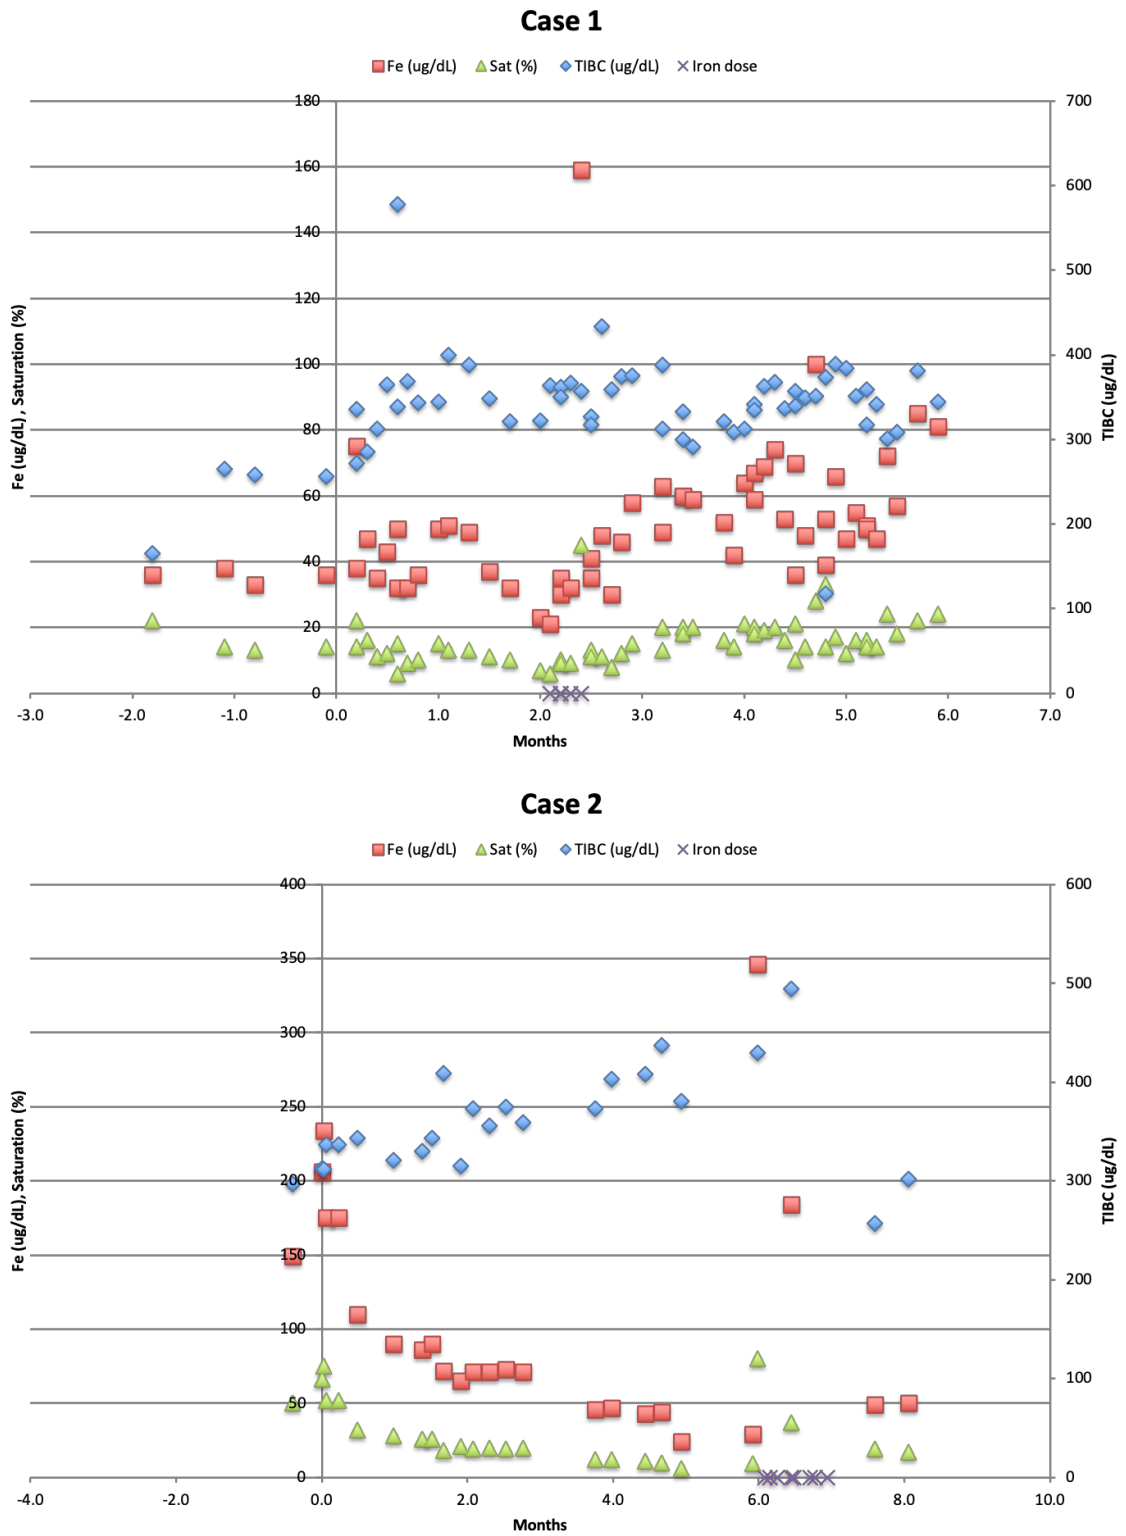 Case 1
Fe (ug/dL) Sat (%) TIBC (ug/dL) Iron dose
180 700
160 600
140
120 500
100 400
80 300
60 200
40 100
20
0 0
Fe (ug/dL), Saturation (%)
TIBC (ug/dL)
-3.0 -2.0 -1.0 0.0 1.0 2.0 3.0 4.0 5.0 6.0 7.0
Months
Case 2
Fe (ug/dL) Sat (%) TIBC (ug/dL) Iron dose
400 600
350 500
300
250 400
200 300
150 200
100
50 100
0 0
Fe (ug/dL), Saturation (%)
TIBC (ug/dL)
-4.0 -2.0 0.0 2.0 4.0 6.0 8.0 10.0
Months